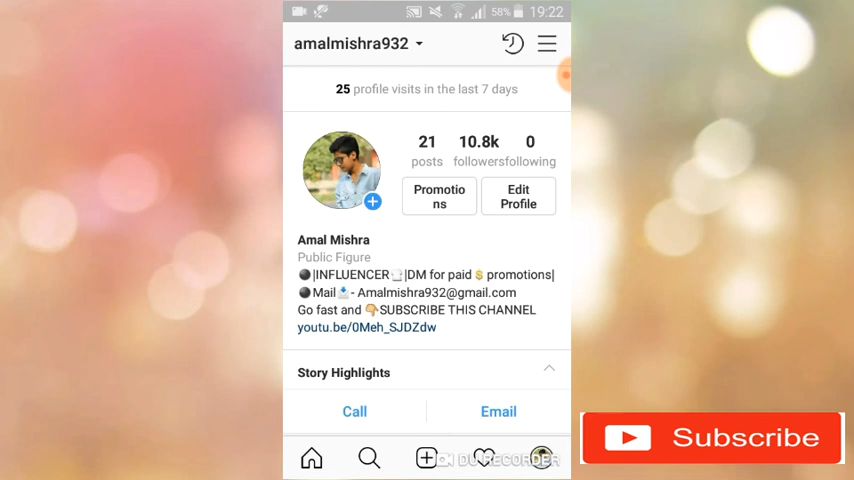 58% 19:22
amalmishra932
25 profile visits in the last 7 days
21 10.8k 0
posts followers following
Promotio
ns
Edit
Profile
Amal Mishra
Public Figure
|INFLUENCER |DM for paid $ promotions|
Mail - Amalmishra932@gmail.com
Go fast and SUBSCRIBE THIS CHANNEL
youtu.be/0Meh_SJDZdw
Story Highlights
Call Email
DU RECORDER
Subscribe